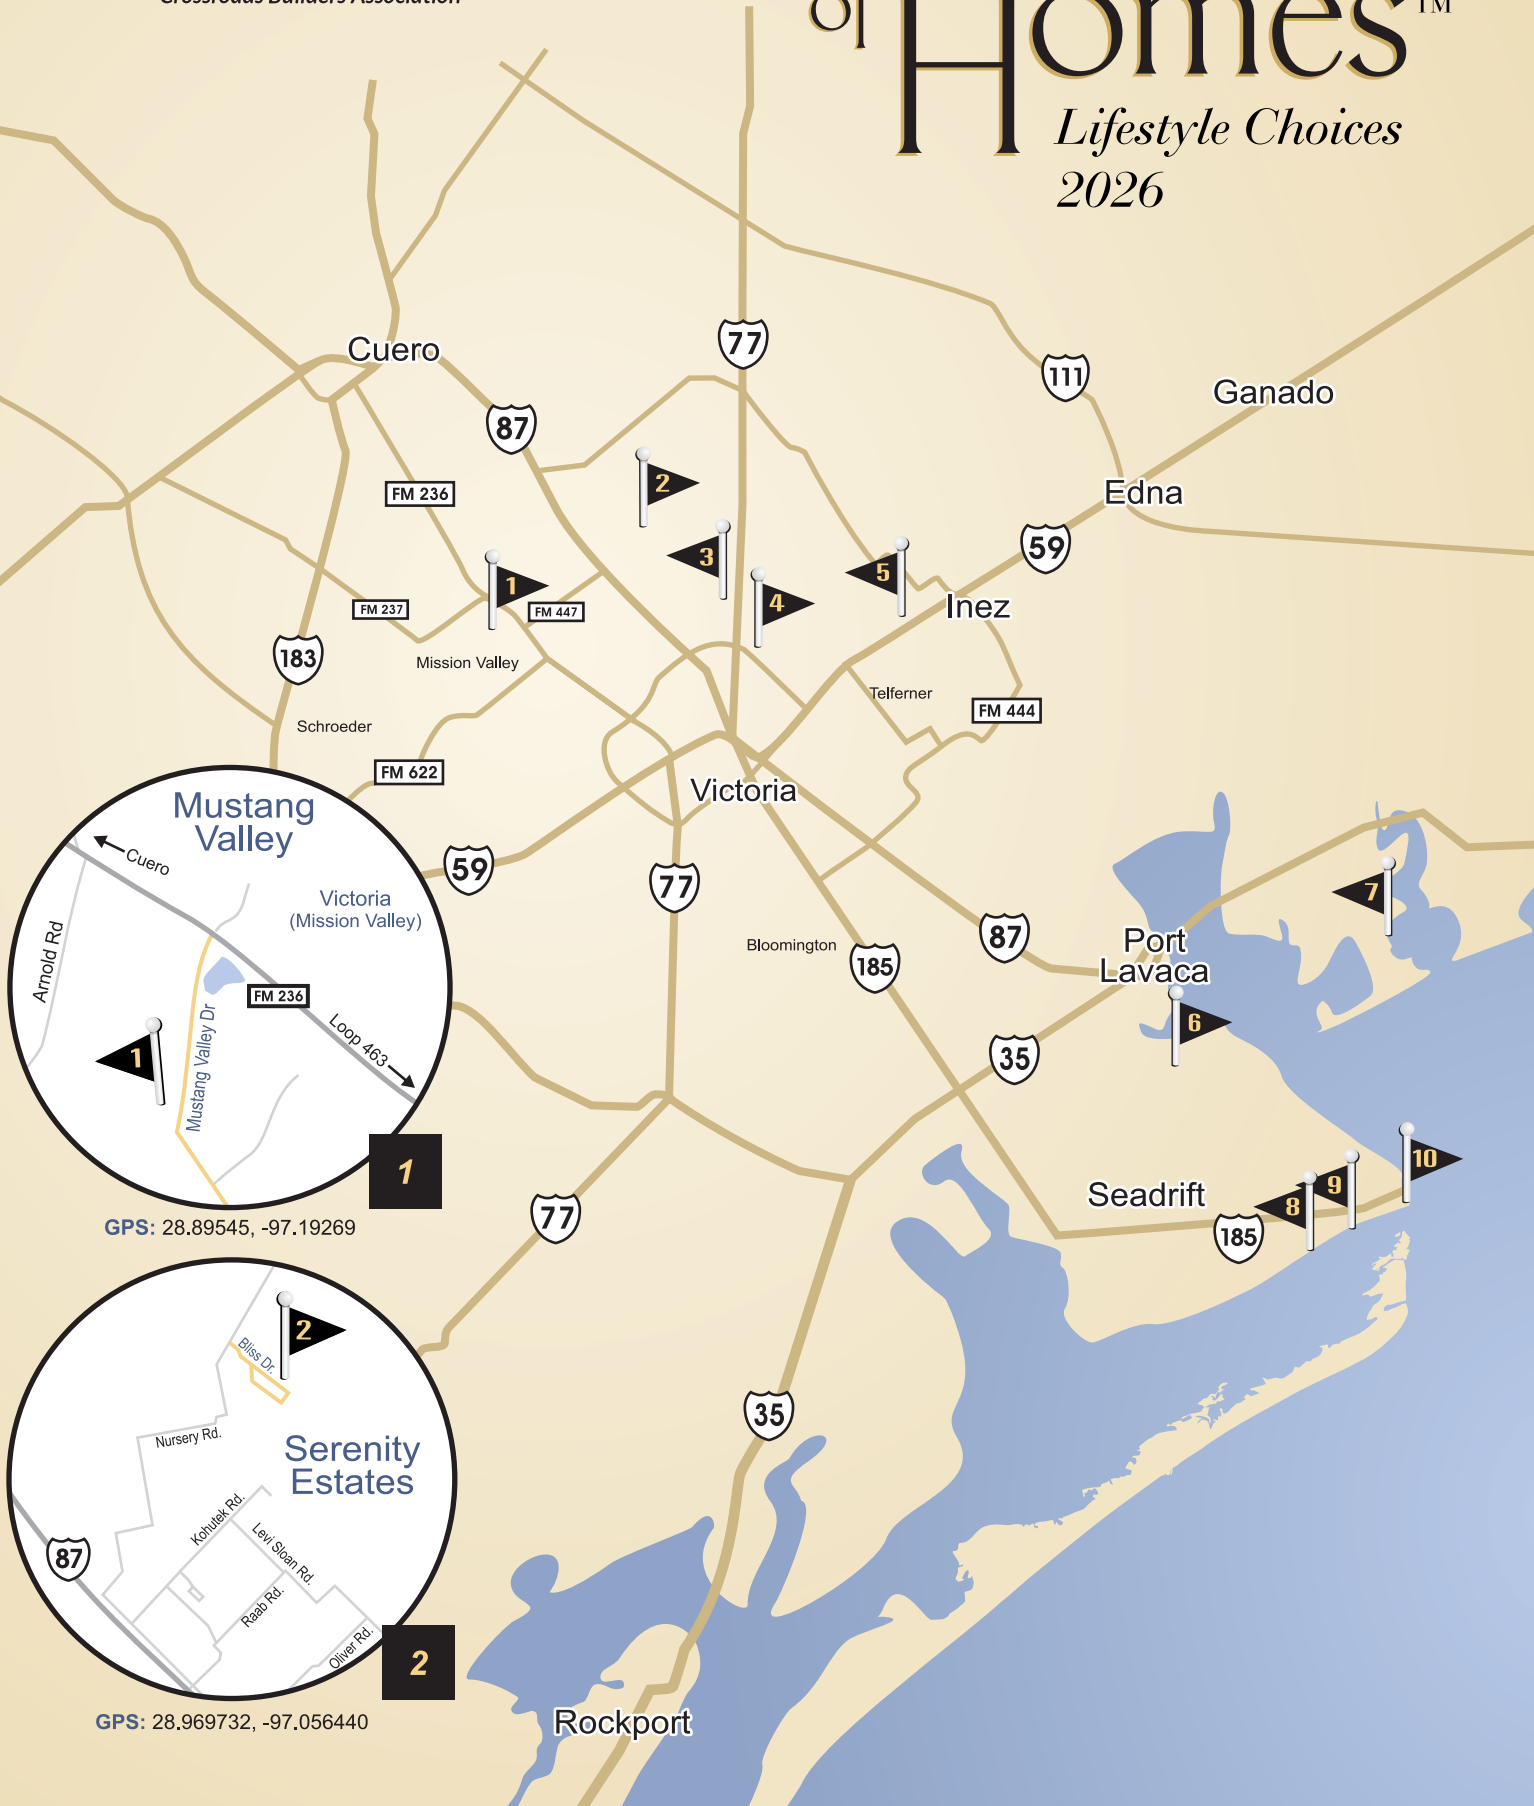 Crossroads Builders Association
of Homes™
Lifestyle Choices
2026
77
Cuero
111
Ganado
87
2
FM 236
Edna
3
59
5
1
4
FM 237
FM 447
Inez
183
Mission Valley
Telferner
FM 444
Schroeder
FM 622
Victoria
59
77
7
87
Port
Lavaca
Bloomington
185
6
35
10
9
Seadrift
8
185
77
35
Rockport
Mustang
Valley
Cuero
Victoria
(Mission Valley)
Arnold Rd
FM 236
Mustang Valley Dr
Loop 463
1
1
GPS: 28.89545, -97.19269
2
Bliss Dr.
Nursery Rd.
Serenity
Estates
Kohutek Rd.
Levi Sloan Rd.
87
Raab Rd.
Oliver Rd.
2
GPS: 28.969732, -97.056440